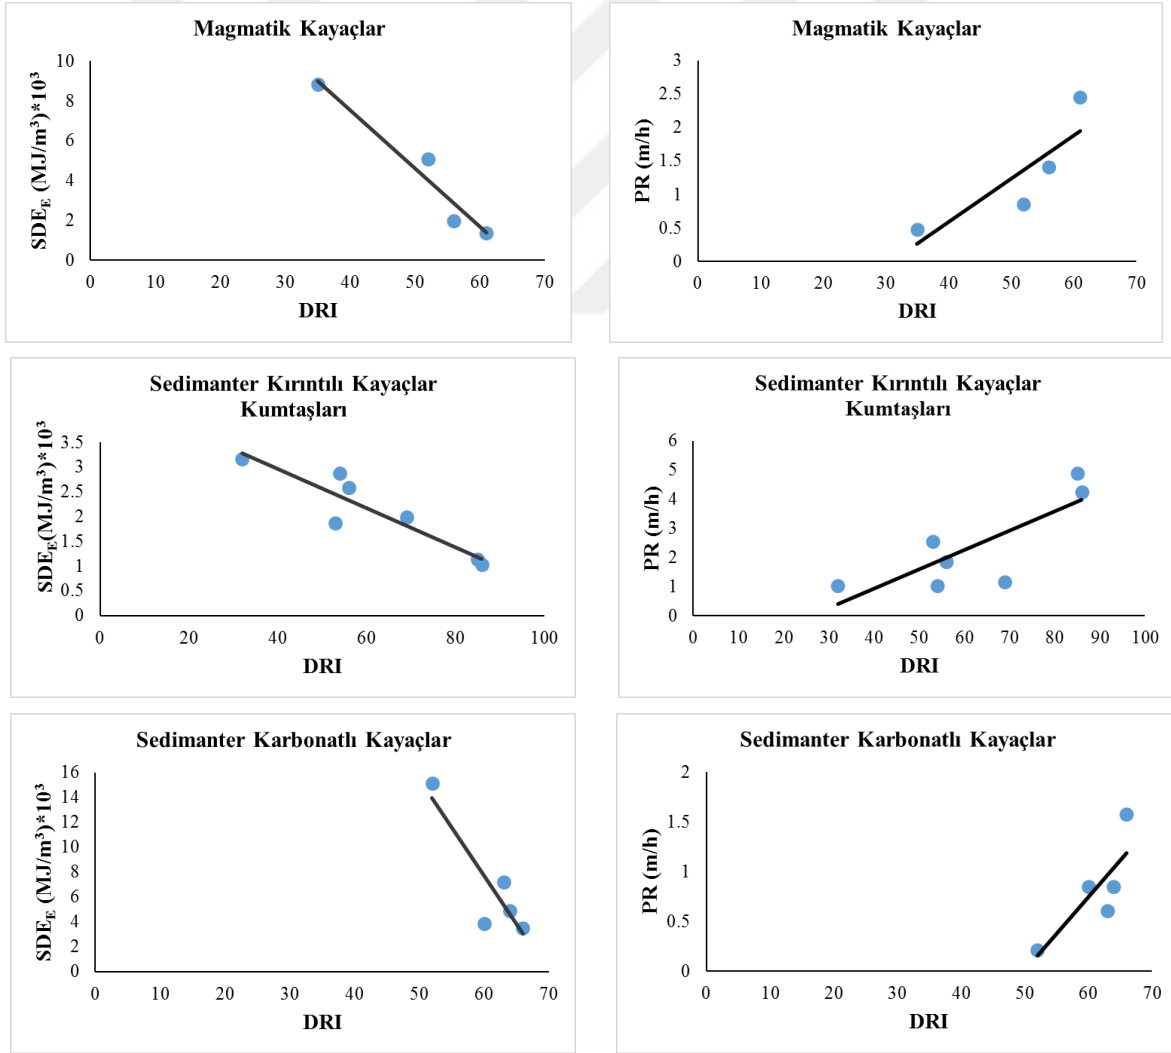 Magmatik Kayaçlar
SDE_E (MJ/m³)*10³
10
8
6
4
2
0
0 10 20 30 40 50 60 70
DRI
Magmatik Kayaçlar
PR (m/h)
3
2.5
2
1.5
1
0.5
0
0 10 20 30 40 50 60 70
DRI
Sedimanter Kırıntılı Kayaçlar
Kumtaşları
SDE_E(MJ/m³)*10³
3.5
3
2.5
2
1.5
1
0.5
0
0 20 40 60 80 100
DRI
Sedimanter Kırıntılı Kayaçlar
Kumtaşları
PR (m/h)
6
5
4
3
2
1
0
0 10 20 30 40 50 60 70 80 90 100
DRI
Sedimanter Karbonatlı Kayaçlar
SDE_E (MJ/m³)*10³
16
14
12
10
8
6
4
2
0
0 10 20 30 40 50 60 70
DRI
Sedimanter Karbonatlı Kayaçlar
PR (m/h)
2
1.5
1
0.5
0
0 10 20 30 40 50 60 70
DRI